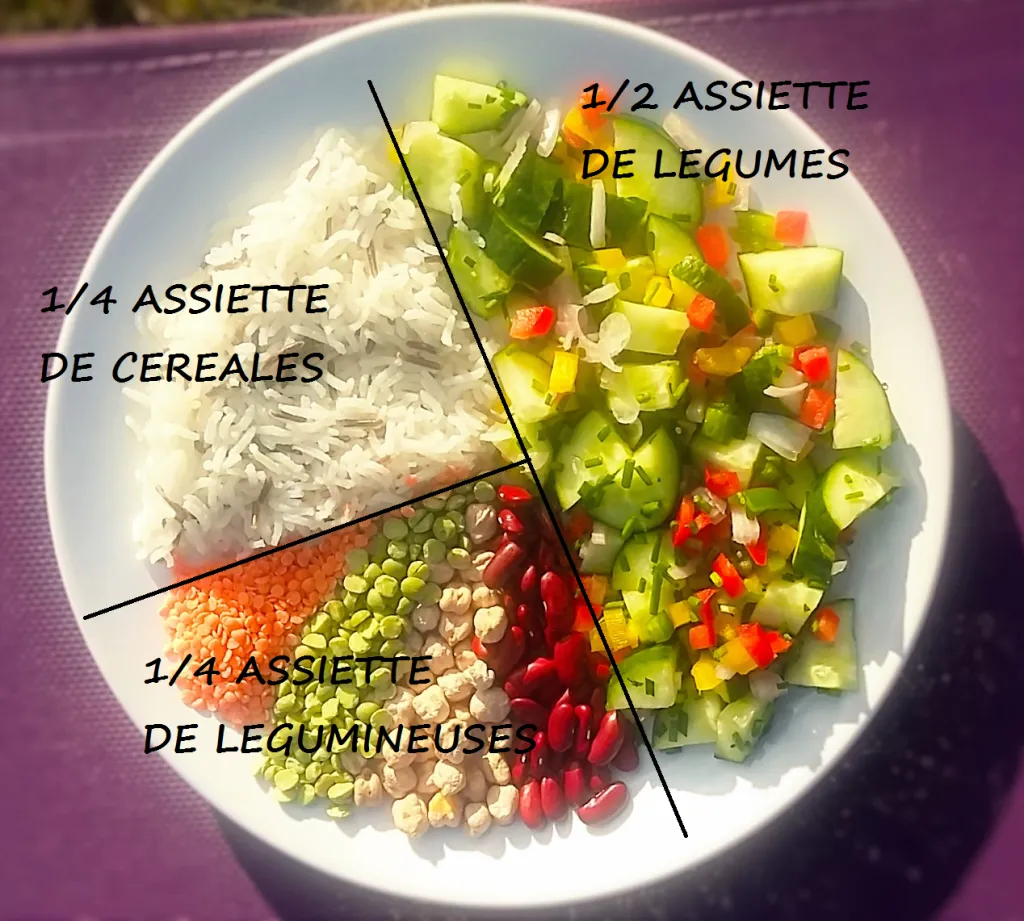 1/2 ASSIETTE
DE LEGUMES
1/4 ASSIETTE
DE CEREALES
1/4 ASSIETTE
DE LEGUMINEUSES